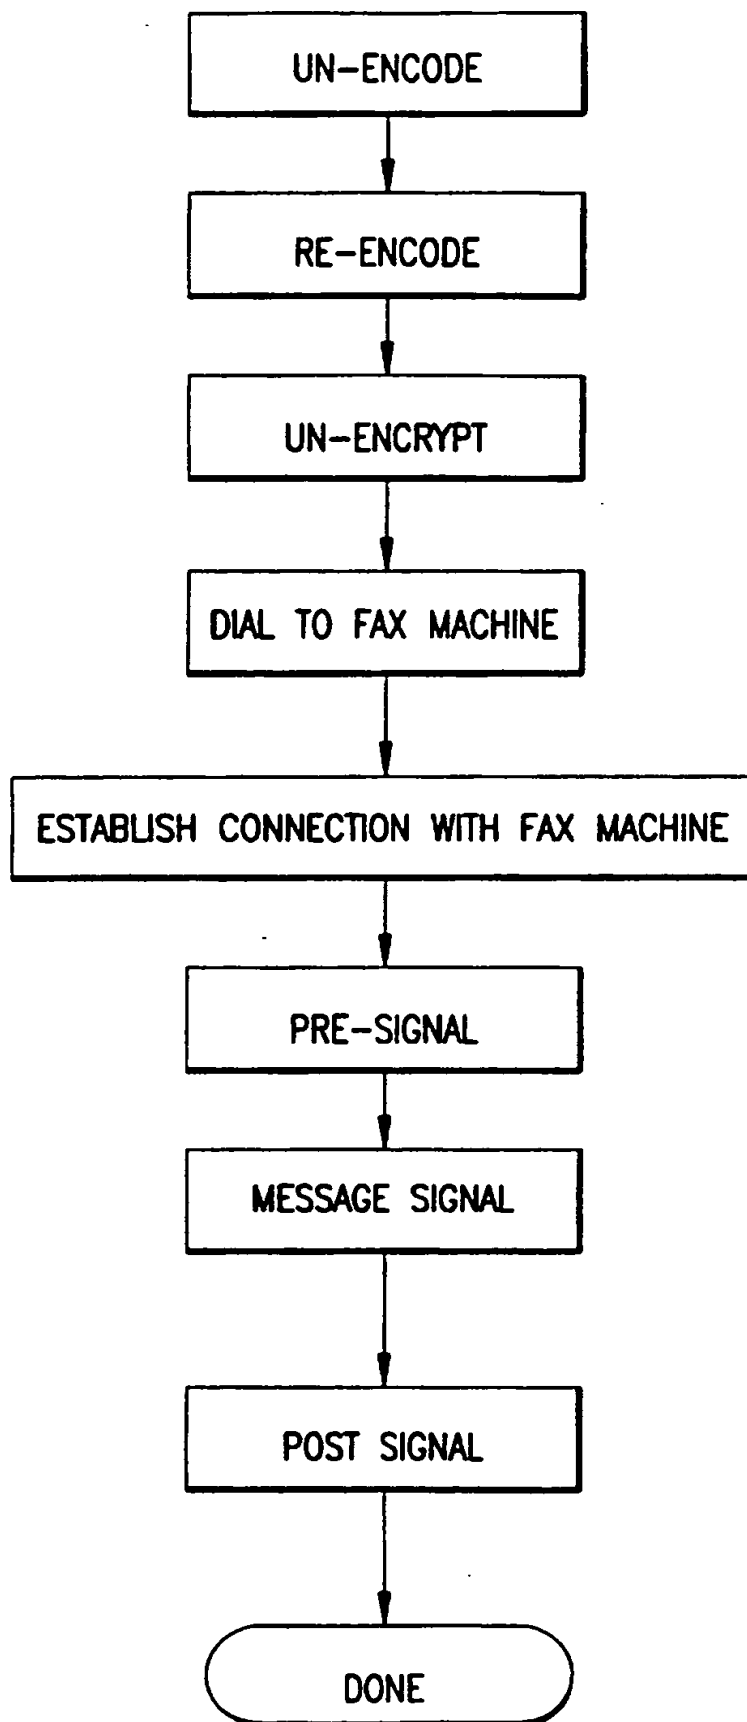 UN-ENCODE
RE-ENCODE
UN-ENCRYPT
DIAL TO FAX MACHINE
ESTABLISH CONNECTION WITH FAX MACHINE
PRE-SIGNAL
MESSAGE SIGNAL
POST SIGNAL
DONE